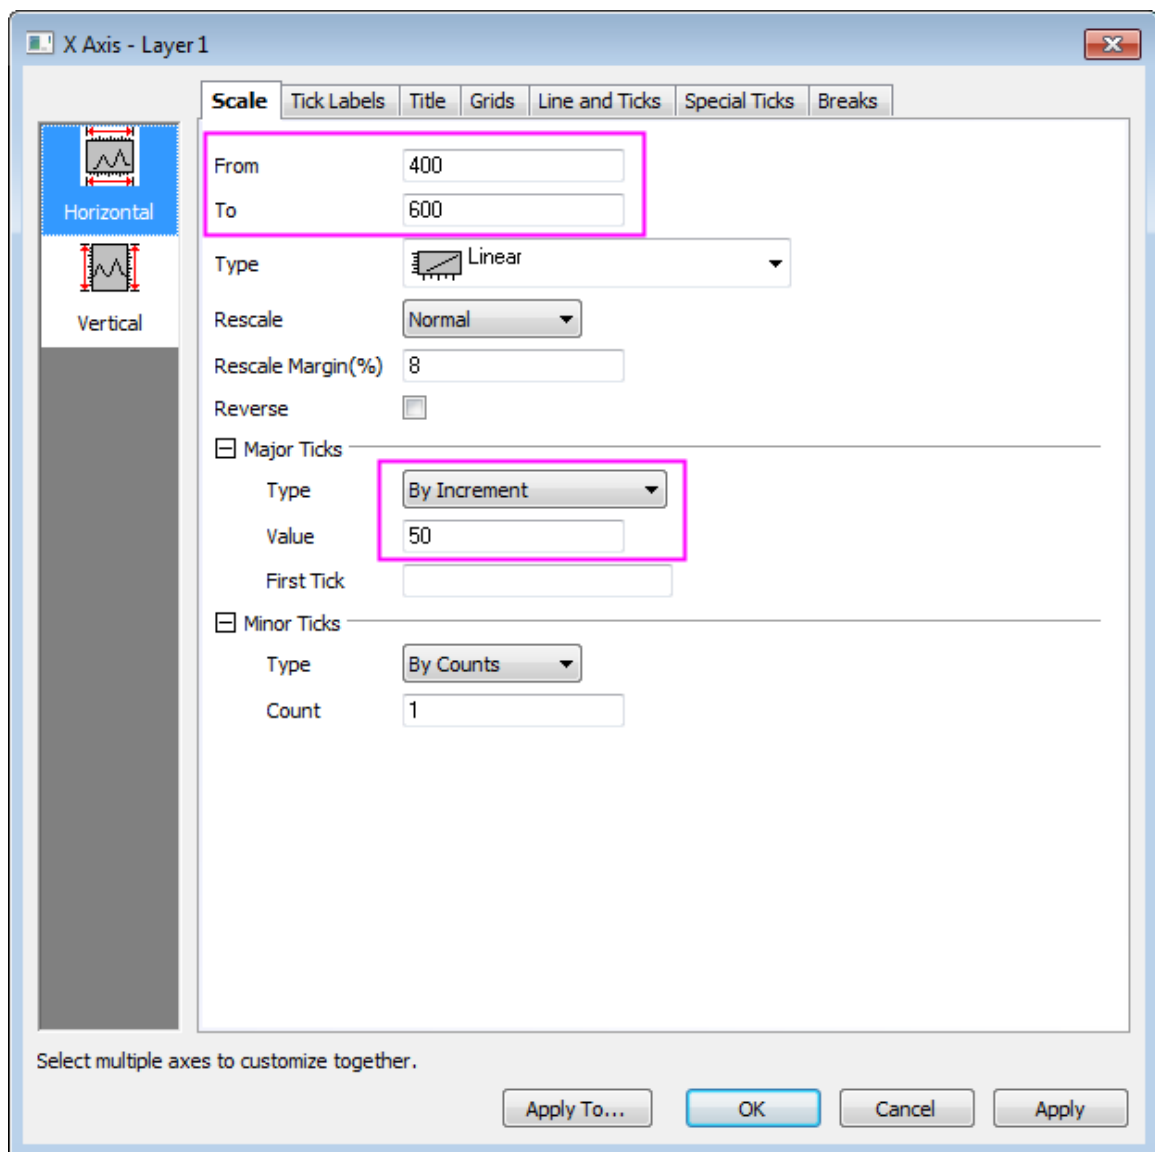 X Axis - Layer 1
Scale Tick Labels Title Grids Line and Ticks Special Ticks Breaks
Horizontal
Vertical
From 400
To 600
Type Linear
Rescale Normal
Rescale Margin(%) 8
Reverse
Major Ticks
Type By Increment
Value 50
First Tick
Minor Ticks
Type By Counts
Count 1
Select multiple axes to customize together.
Apply To... OK Cancel Apply